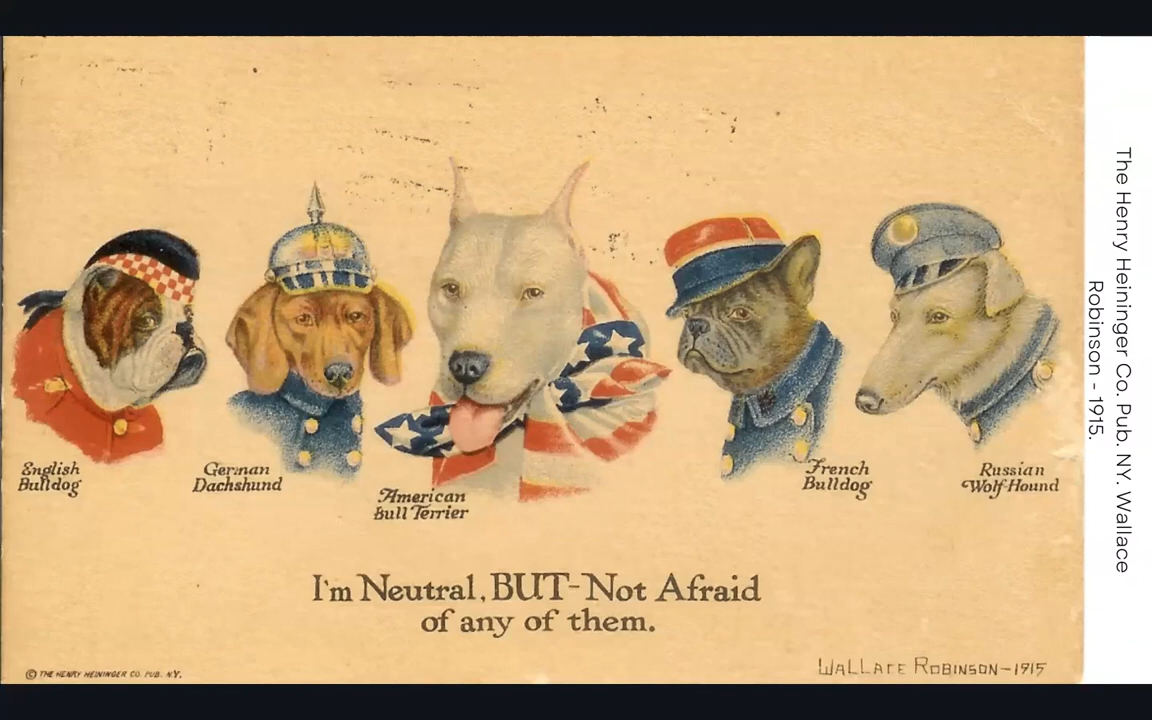 English
Bulldog
German
Dachshund
American
Bull Terrier
French
Bulldog
Russian
Wolf-Hound
I'm Neutral, BUT-Not Afraid
of any of them.
© THE HENRY HEININGER CO. PUB. N.Y.
WALLACE ROBINSON-1915
The Henry Heininger Co. Pub. NY. Wallace
Robinson - 1915.